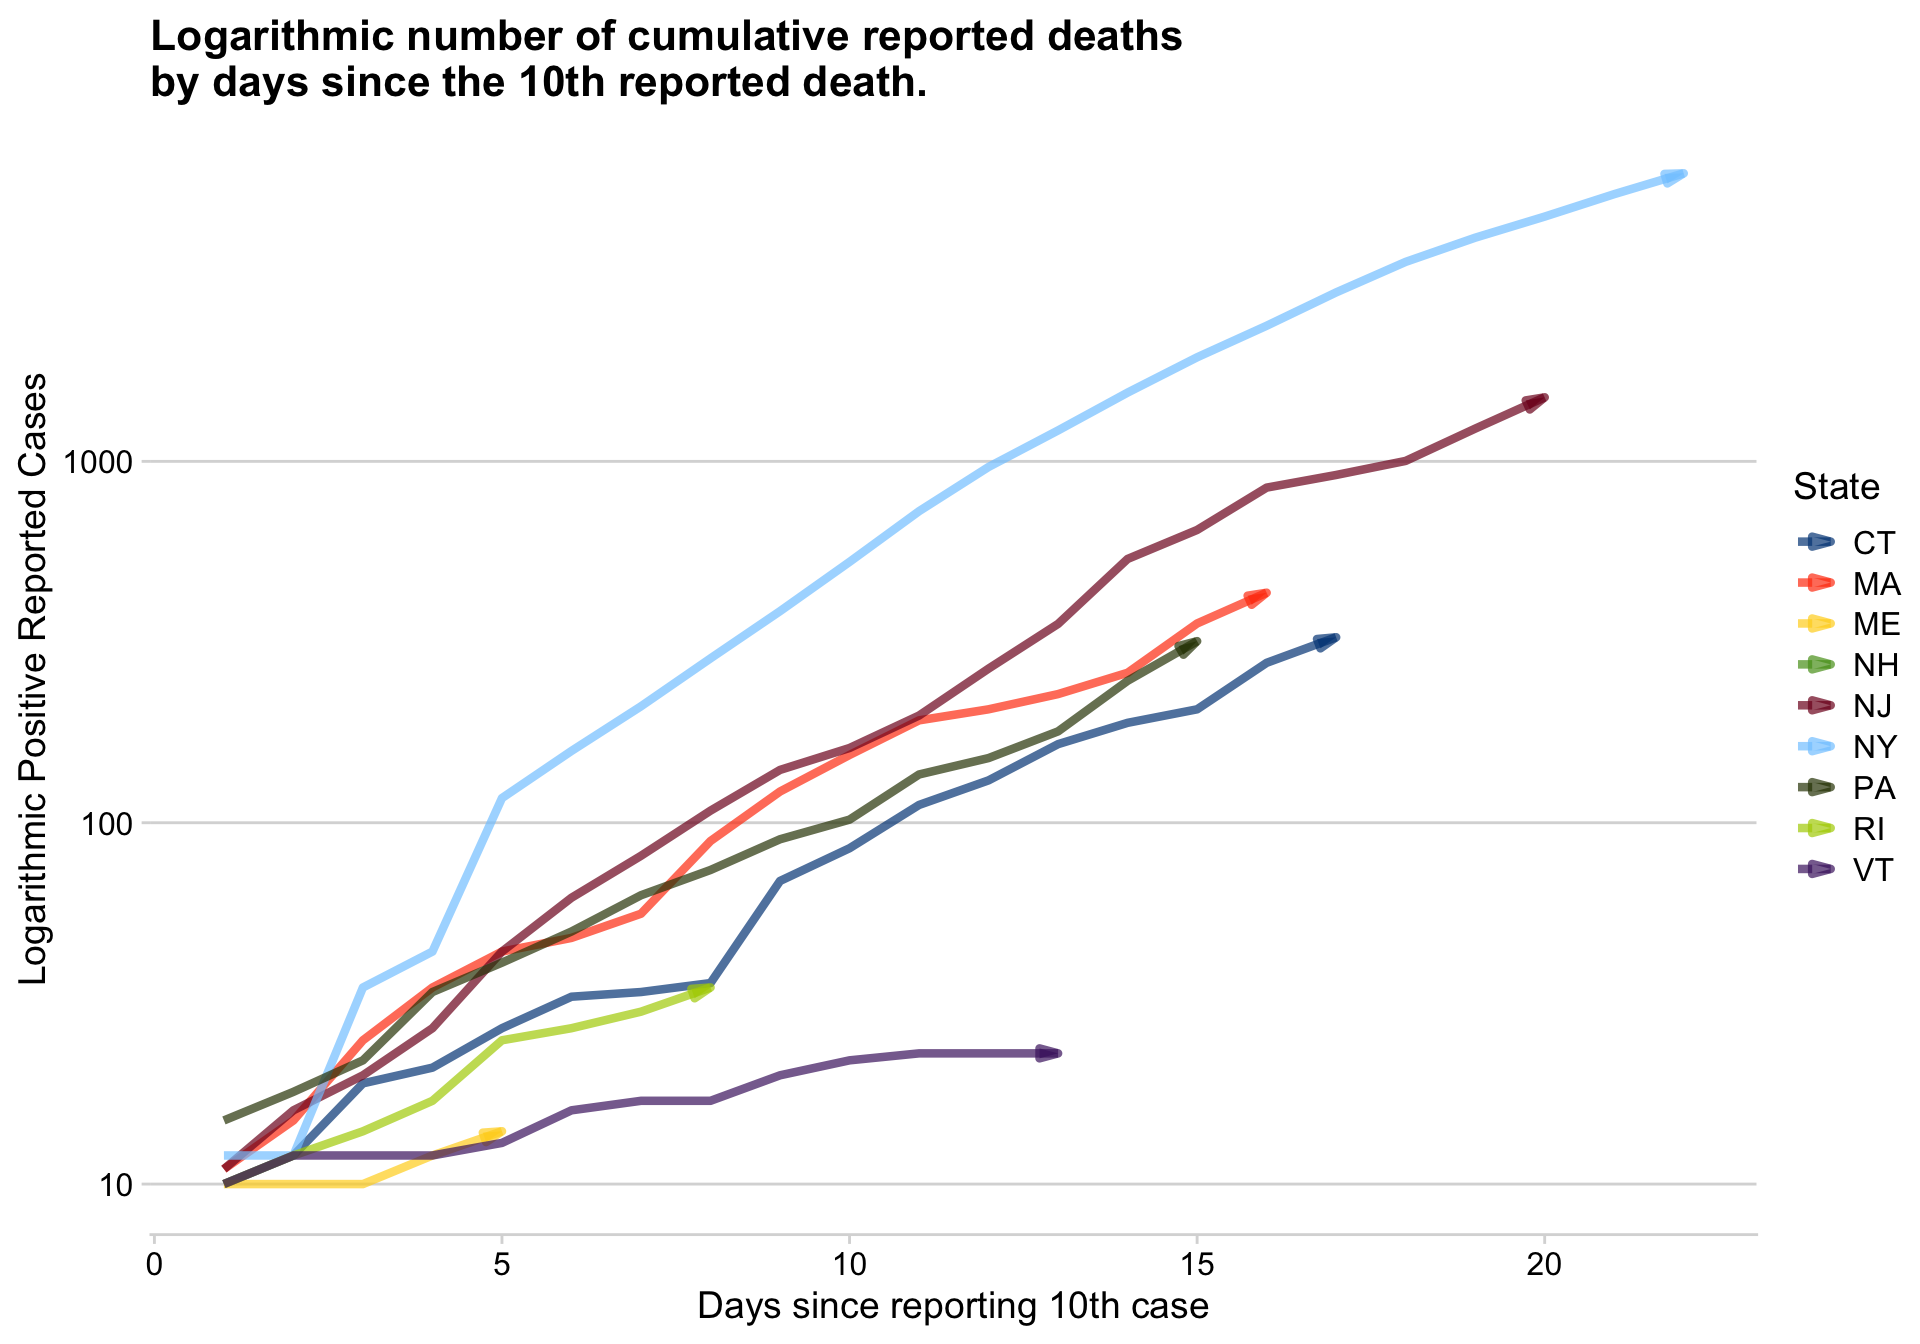 Logarithmic number of cumulative reported deaths
by days since the 10th reported death.
Logarithmic Positive Reported Cases
1000
100
10
0 5 10 15 20
Days since reporting 10th case
State
CT
MA
ME
NH
NJ
NY
PA
RI
VT